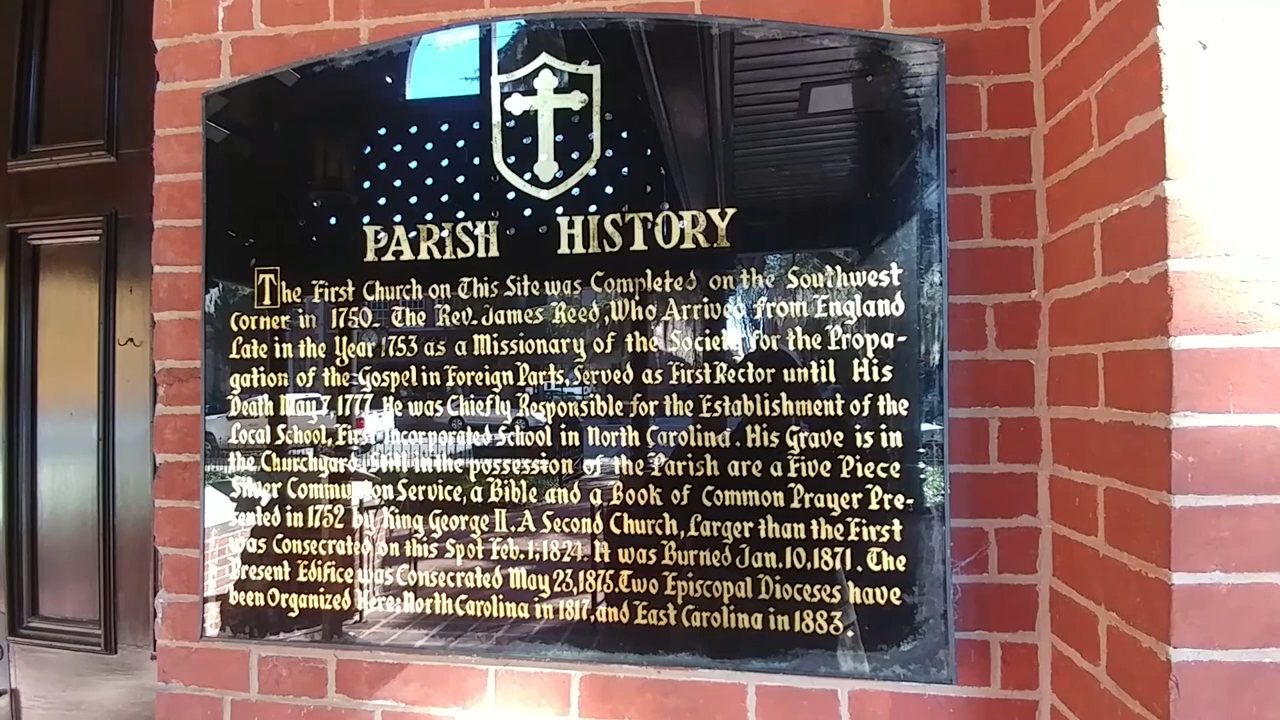 PARISH HISTORY
The First Church on This Site was Completed on the Southwest
Corner in 1750. The Rev. James Reed, Who Arrived from England
Late in the Year 1753 as a Missionary of the Society for the Propa-
gation of the Gospel in Foreign Parts, Served as First Rector until His
Death May 7, 1777. He was Chiefly Responsible for the Establishment of the
Local School, First Incorporated School in North Carolina. His Grave is in
the Churchyard. Still in the possession of the Parish are a Five Piece
Silver Communion Service, a Bible and a Book of Common Prayer Pre-
sented in 1752 by King George II. A Second Church, Larger than the First
was Consecrated on this Spot Feb. 1, 1824. It was Burned Jan. 10, 1871. The
Present Edifice was Consecrated May 23, 1875. Two Episcopal Dioceses have
been Organized Here; North Carolina in 1817, and East Carolina in 1883.